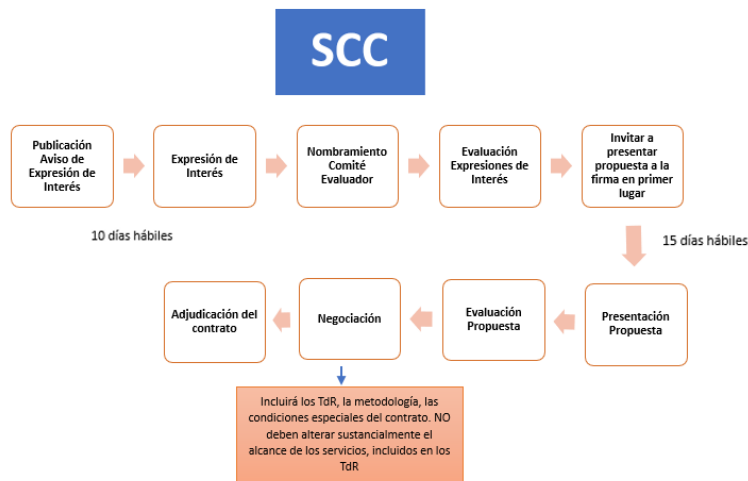 SCC
Publicación
Aviso de
Expresión de
Interés
Expresión de
Interés
Nombramiento
Comité
Evaluador
Evaluación
Expresiones de
Interés
Invitar a
presentar
propuesta a la
firma en primer
lugar
10 días hábiles
15 días hábiles
Adjudicación del
contrato
Negociación
Evaluación
Propuesta
Presentación
Propuesta
Incluirá los TdR, la metodología, las
condiciones especiales del contrato. NO
deben alterar sustancialmente el
alcance de los servicios, incluidos en los
TdR